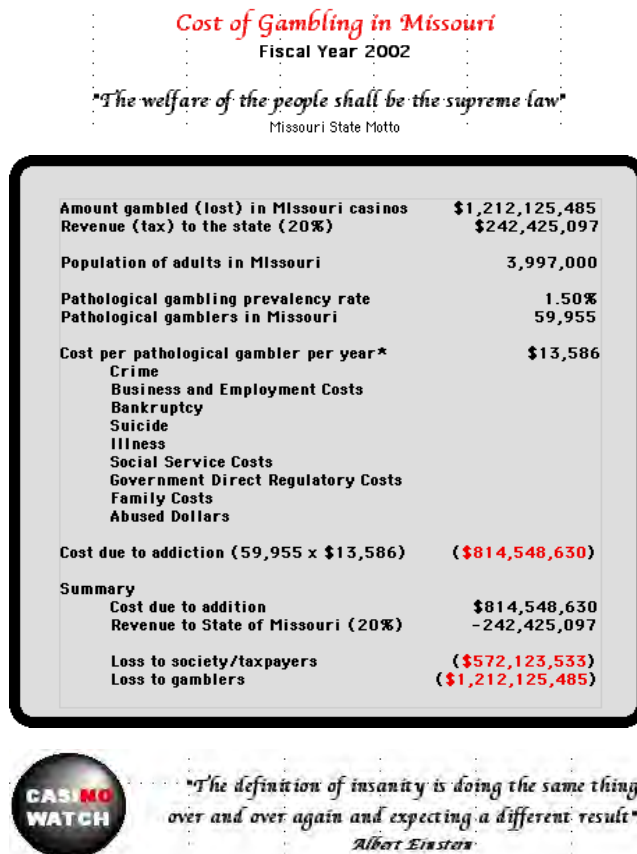 Cost of Gambling in Missouri
Fiscal Year 2002
"The welfare of the people shall be the supreme law"
Missouri State Motto
Amount gambled (lost) in MIssouri casinos $1,212,125,485
Revenue (tax) to the state (20%) $242,425,097
Population of adults in MIssouri 3,997,000
Pathological gambling prevalency rate 1.50%
Pathological gamblers in Missouri 59,955
Cost per pathological gambler per year* $13,586
Crime
Business and Employment Costs
Bankruptcy
Suicide
Illness
Social Service Costs
Government Direct Regulatory Costs
Family Costs
Abused Dollars
Cost due to addiction (59,955 x $13,586) ($814,548,630)
Summary
Cost due to addition $814,548,630
Revenue to State of Missouri (20%) -242,425,097
Loss to society/taxpayers ($572,123,533)
Loss to gamblers ($1,212,125,485)
CASINO
WATCH
"The definition of insanity is doing the same thing
over and over again and expecting a different result"
Albert Einstein